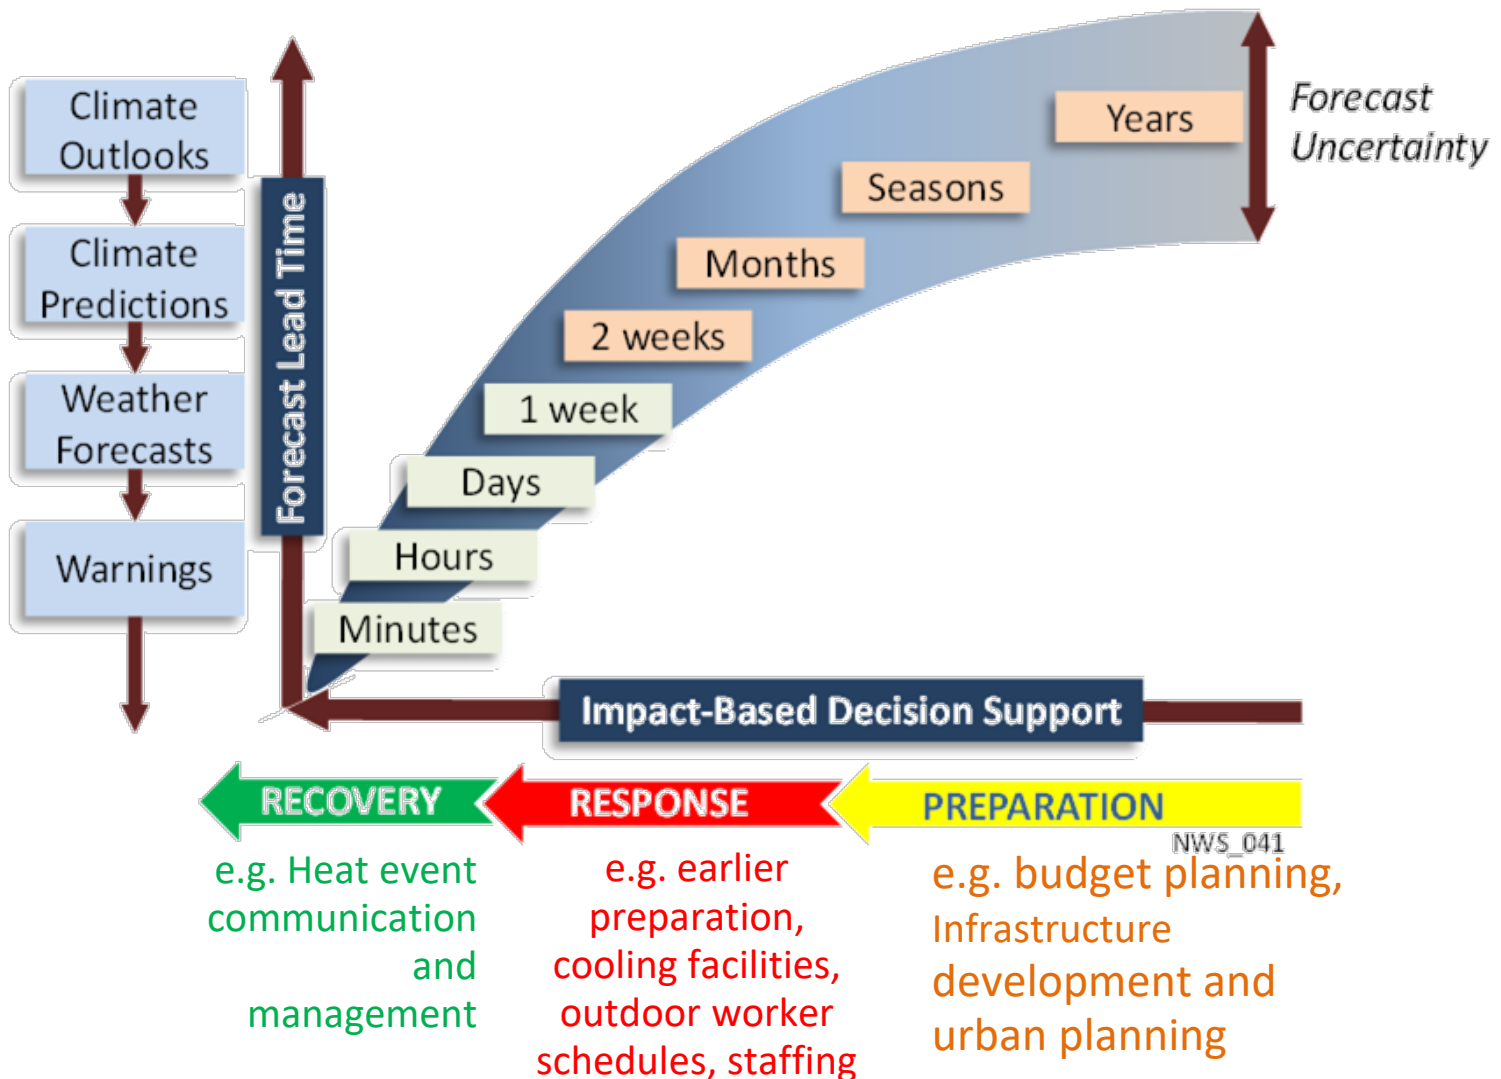 Climate
Outlooks
Climate
Predictions
Weather
Forecasts
Warnings
Forecast Lead Time
Years
Seasons
Months
2 weeks
1 week
Days
Hours
Minutes
Forecast
Uncertainty
Impact-Based Decision Support
RECOVERY
RESPONSE
PREPARATION
NWS_041
e.g. Heat event
communication
and
management
e.g. earlier
preparation,
cooling facilities,
outdoor worker
schedules, staffing
e.g. budget planning,
Infrastructure
development and
urban planning